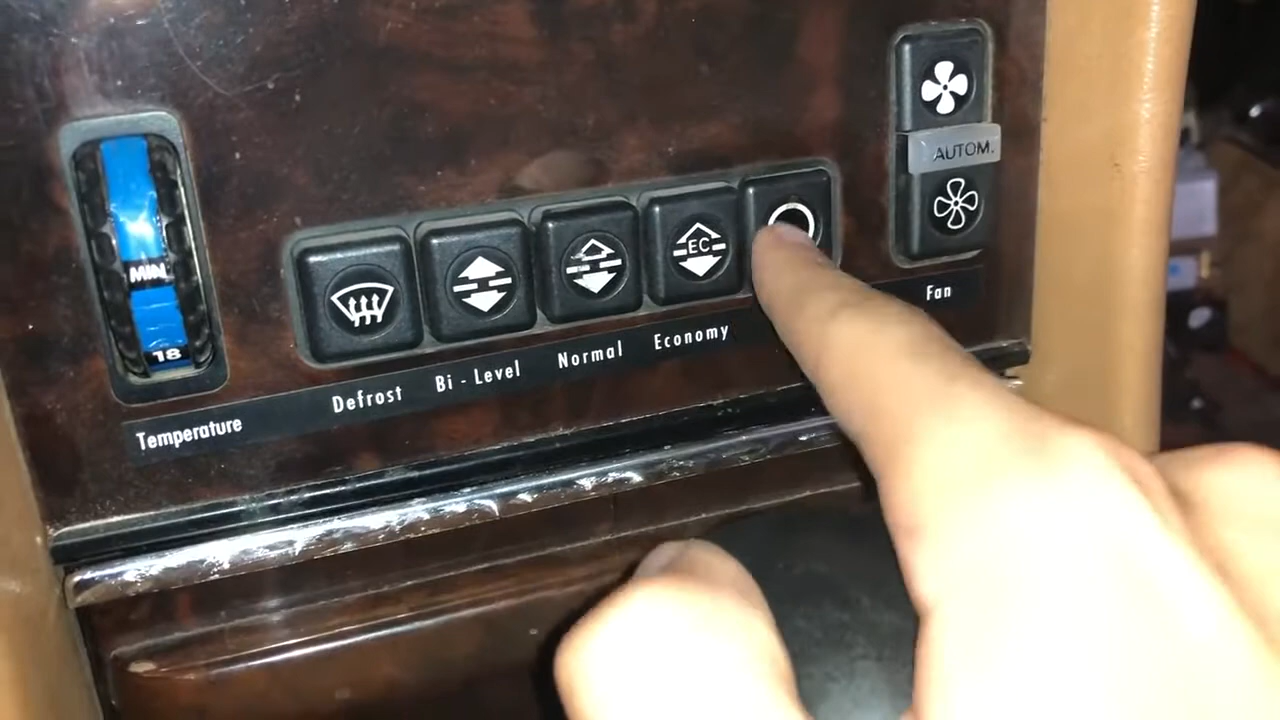 AUTOM.
MIN
18
EC
Fan
Temperature
Defrost
Bi - Level
Normal
Economy